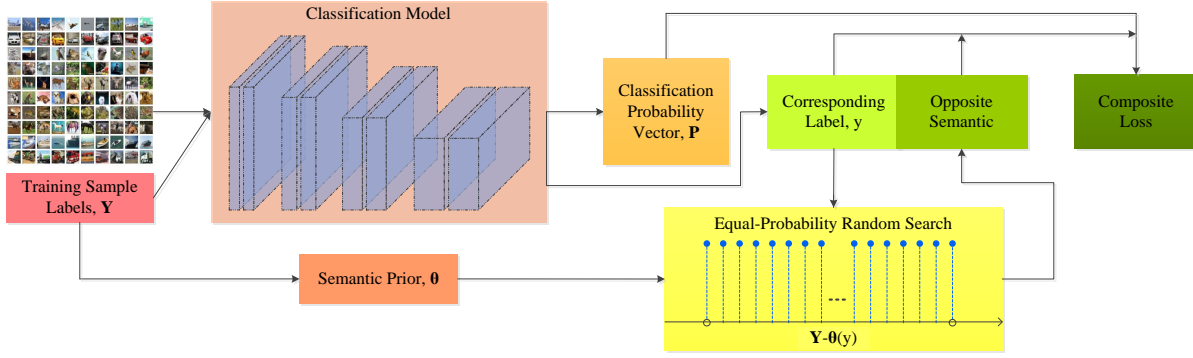 Classification Model
Training Sample
Labels, Y
Classification
Probability
Vector, P
Corresponding
Label, y
Opposite
Semantic
Composite
Loss
Semantic Prior, θ
Equal-Probability Random Search
---
Y-θ(y)